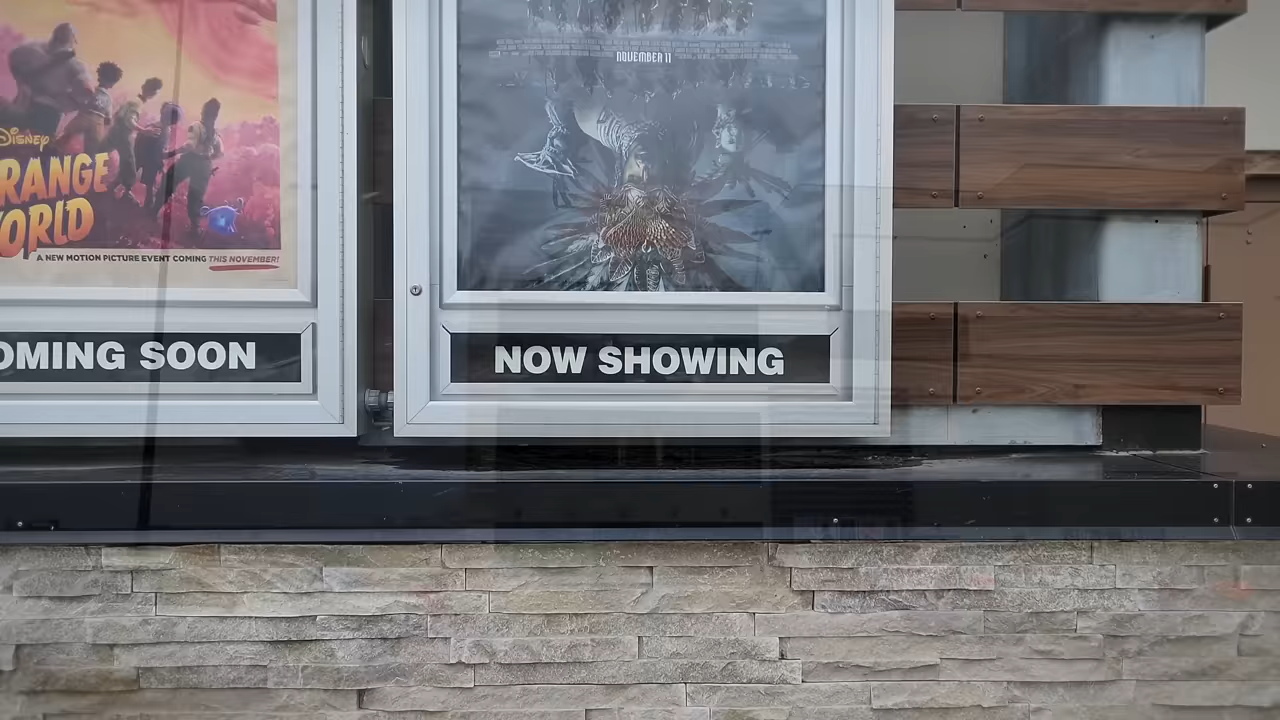 Disney
RANGE
ORLD
A NEW MOTION PICTURE EVENT COMING THIS NOVEMBER!
OMING SOON
NOVEMBER 11
NOW SHOWING